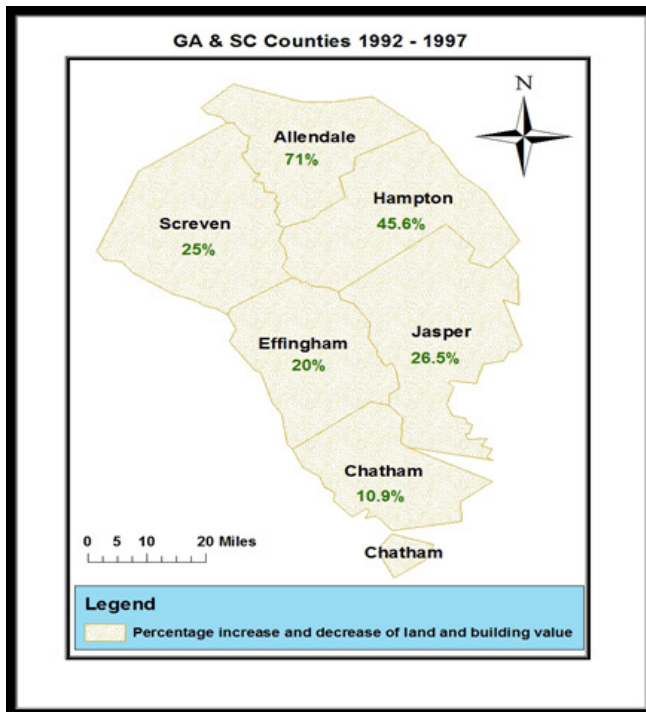 GA & SC Counties 1992 - 1997
N
Allendale
71%
Hampton
45.6%
Screven
25%
Jasper
26.5%
Effingham
20%
Chatham
10.9%
Chatham
0 5 10 20 Miles
Legend
Percentage increase and decrease of land and building value